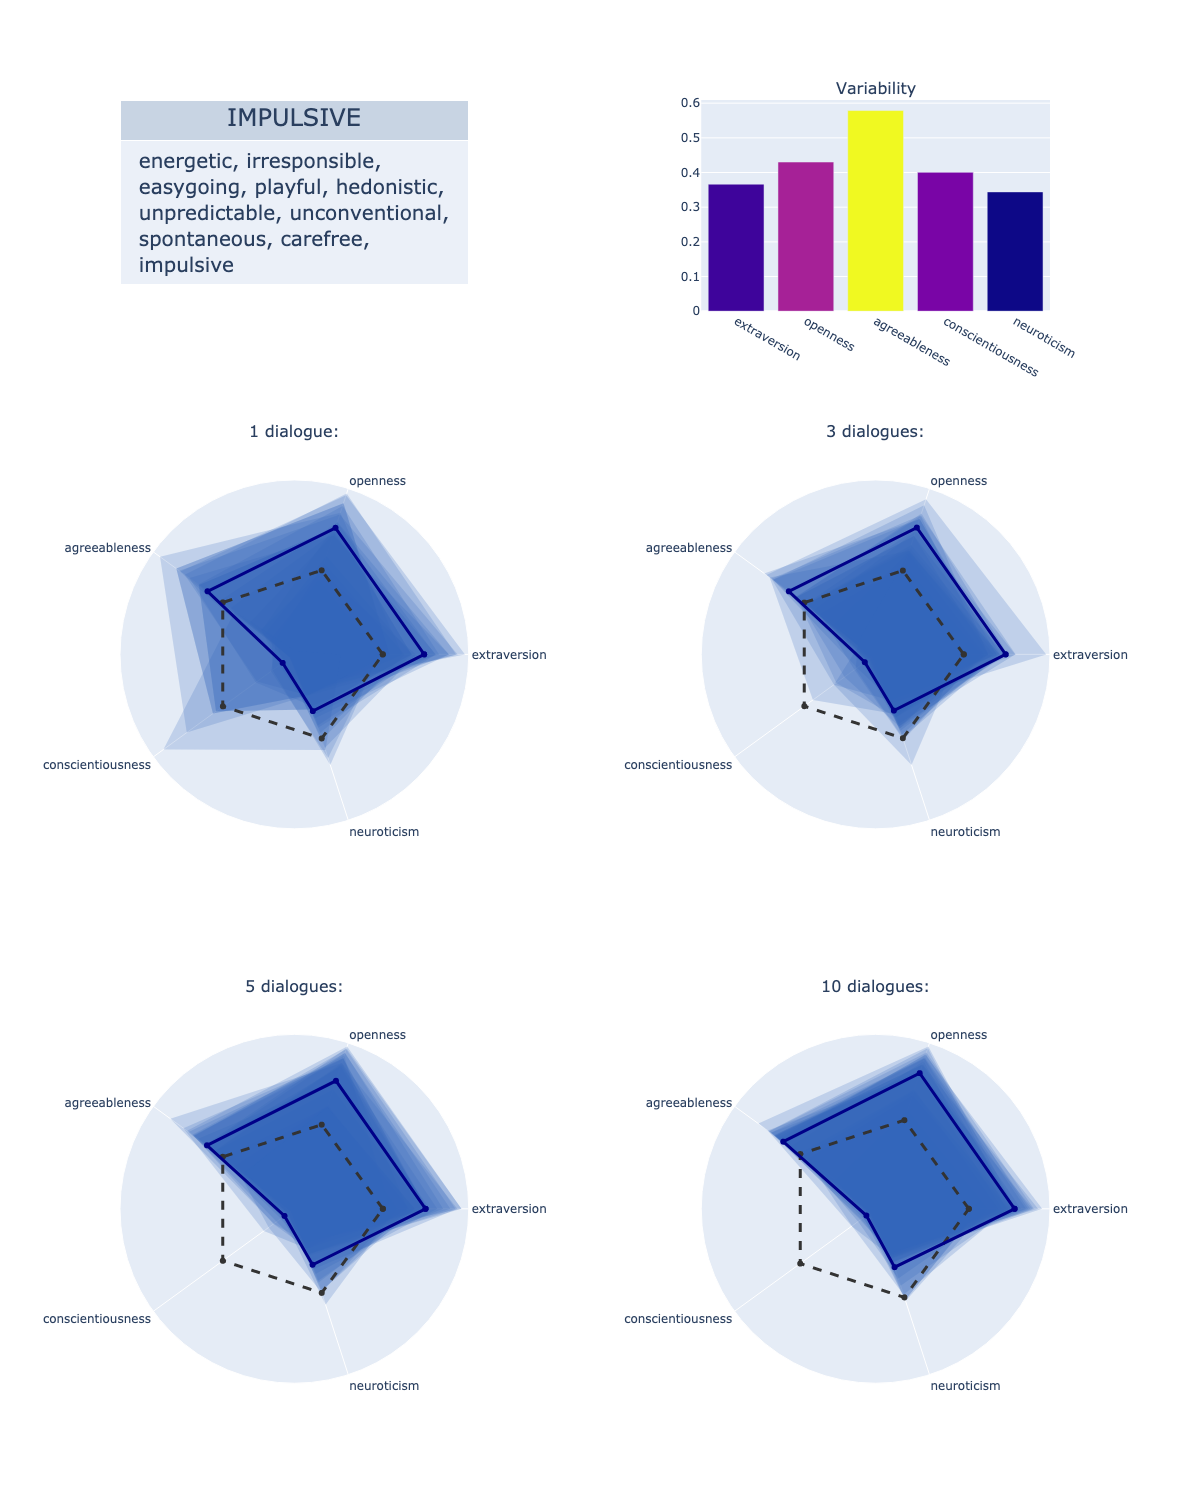 IMPULSIVE
energetic, irresponsible,
easygoing, playful, hedonistic,
unpredictable, unconventional,
spontaneous, carefree,
impulsive
Variability
0.6
0.5
0.4
0.3
0.2
0.1
0
extraversion
openness
agreeableness
conscientiousness
neuroticism
1 dialogue:
openness
agreeableness
extraversion
conscientiousness
neuroticism
3 dialogues:
openness
agreeableness
extraversion
conscientiousness
neuroticism
5 dialogues:
openness
agreeableness
extraversion
conscientiousness
neuroticism
10 dialogues:
openness
agreeableness
extraversion
conscientiousness
neuroticism